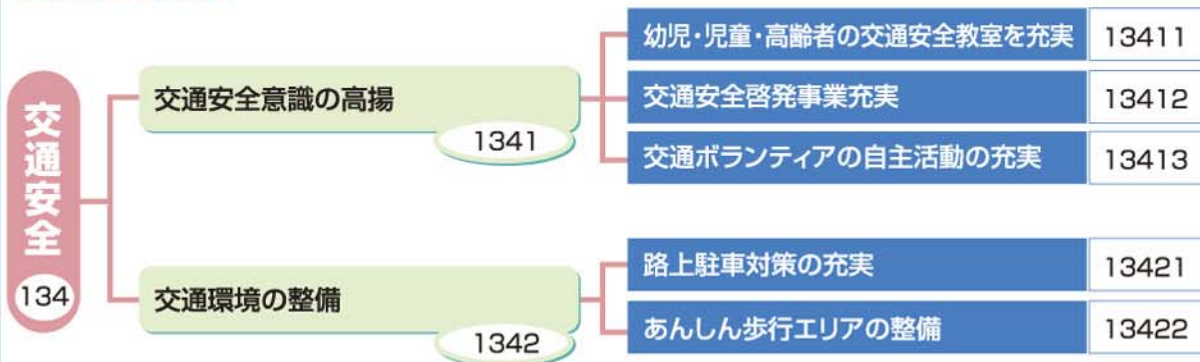 交通安全
134
交通安全意識の高揚
1341
幼児・児童・高齢者の交通安全教室を充実
13411
交通安全啓発事業充実
13412
交通ボランティアの自主活動の充実
13413
交通環境の整備
1342
路上駐車対策の充実
13421
あんしん歩行エリアの整備
13422